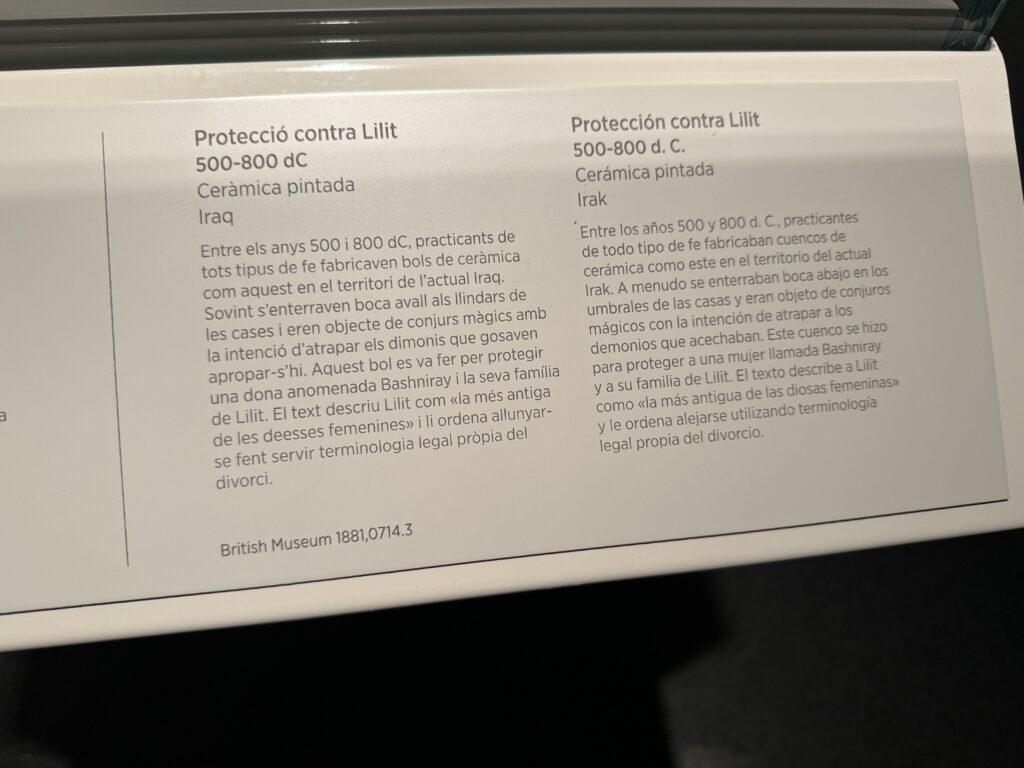 Protecció contra Lilit
500-800 dC
Ceràmica pintada
Iraq
Entre els anys 500 i 800 dC, practicants de
tots tipus de fe fabricaven bols de ceràmica
com aquest en el territori de l'actual Iraq.
Sovint s'enterraven boca avall als llindars de
les cases i eren objecte de conjurs màgics amb
la intenció d'atrapar els dimonis que gosaven
apropar-s'hi. Aquest bol es va fer per protegir
una dona anomenada Bashniray i la seva família
de Lilit. El text descriu Lilit com «la més antiga
de les deesses femenines» i li ordena allunyar-
se fent servir terminologia legal pròpia del
divorci.
British Museum 1881,0714.3
Protección contra Lilit
500-800 d. C.
Cerámica pintada
Irak
Entre los años 500 y 800 d. C., practicantes
de todo tipo de fe fabricaban cuencos de
cerámica como este en el territorio del actual
Irak. A menudo se enterraban boca abajo en los
umbrales de las casas y eran objeto de conjuros
mágicos con la intención de atrapar a los
demonios que acechaban. Este cuenco se hizo
para proteger a una mujer llamada Bashniray
y a su familia de Lilit. El texto describe a Lilit
como «la más antigua de las diosas femeninas»
y le ordena alejarse utilizando terminología
legal propia del divorcio.